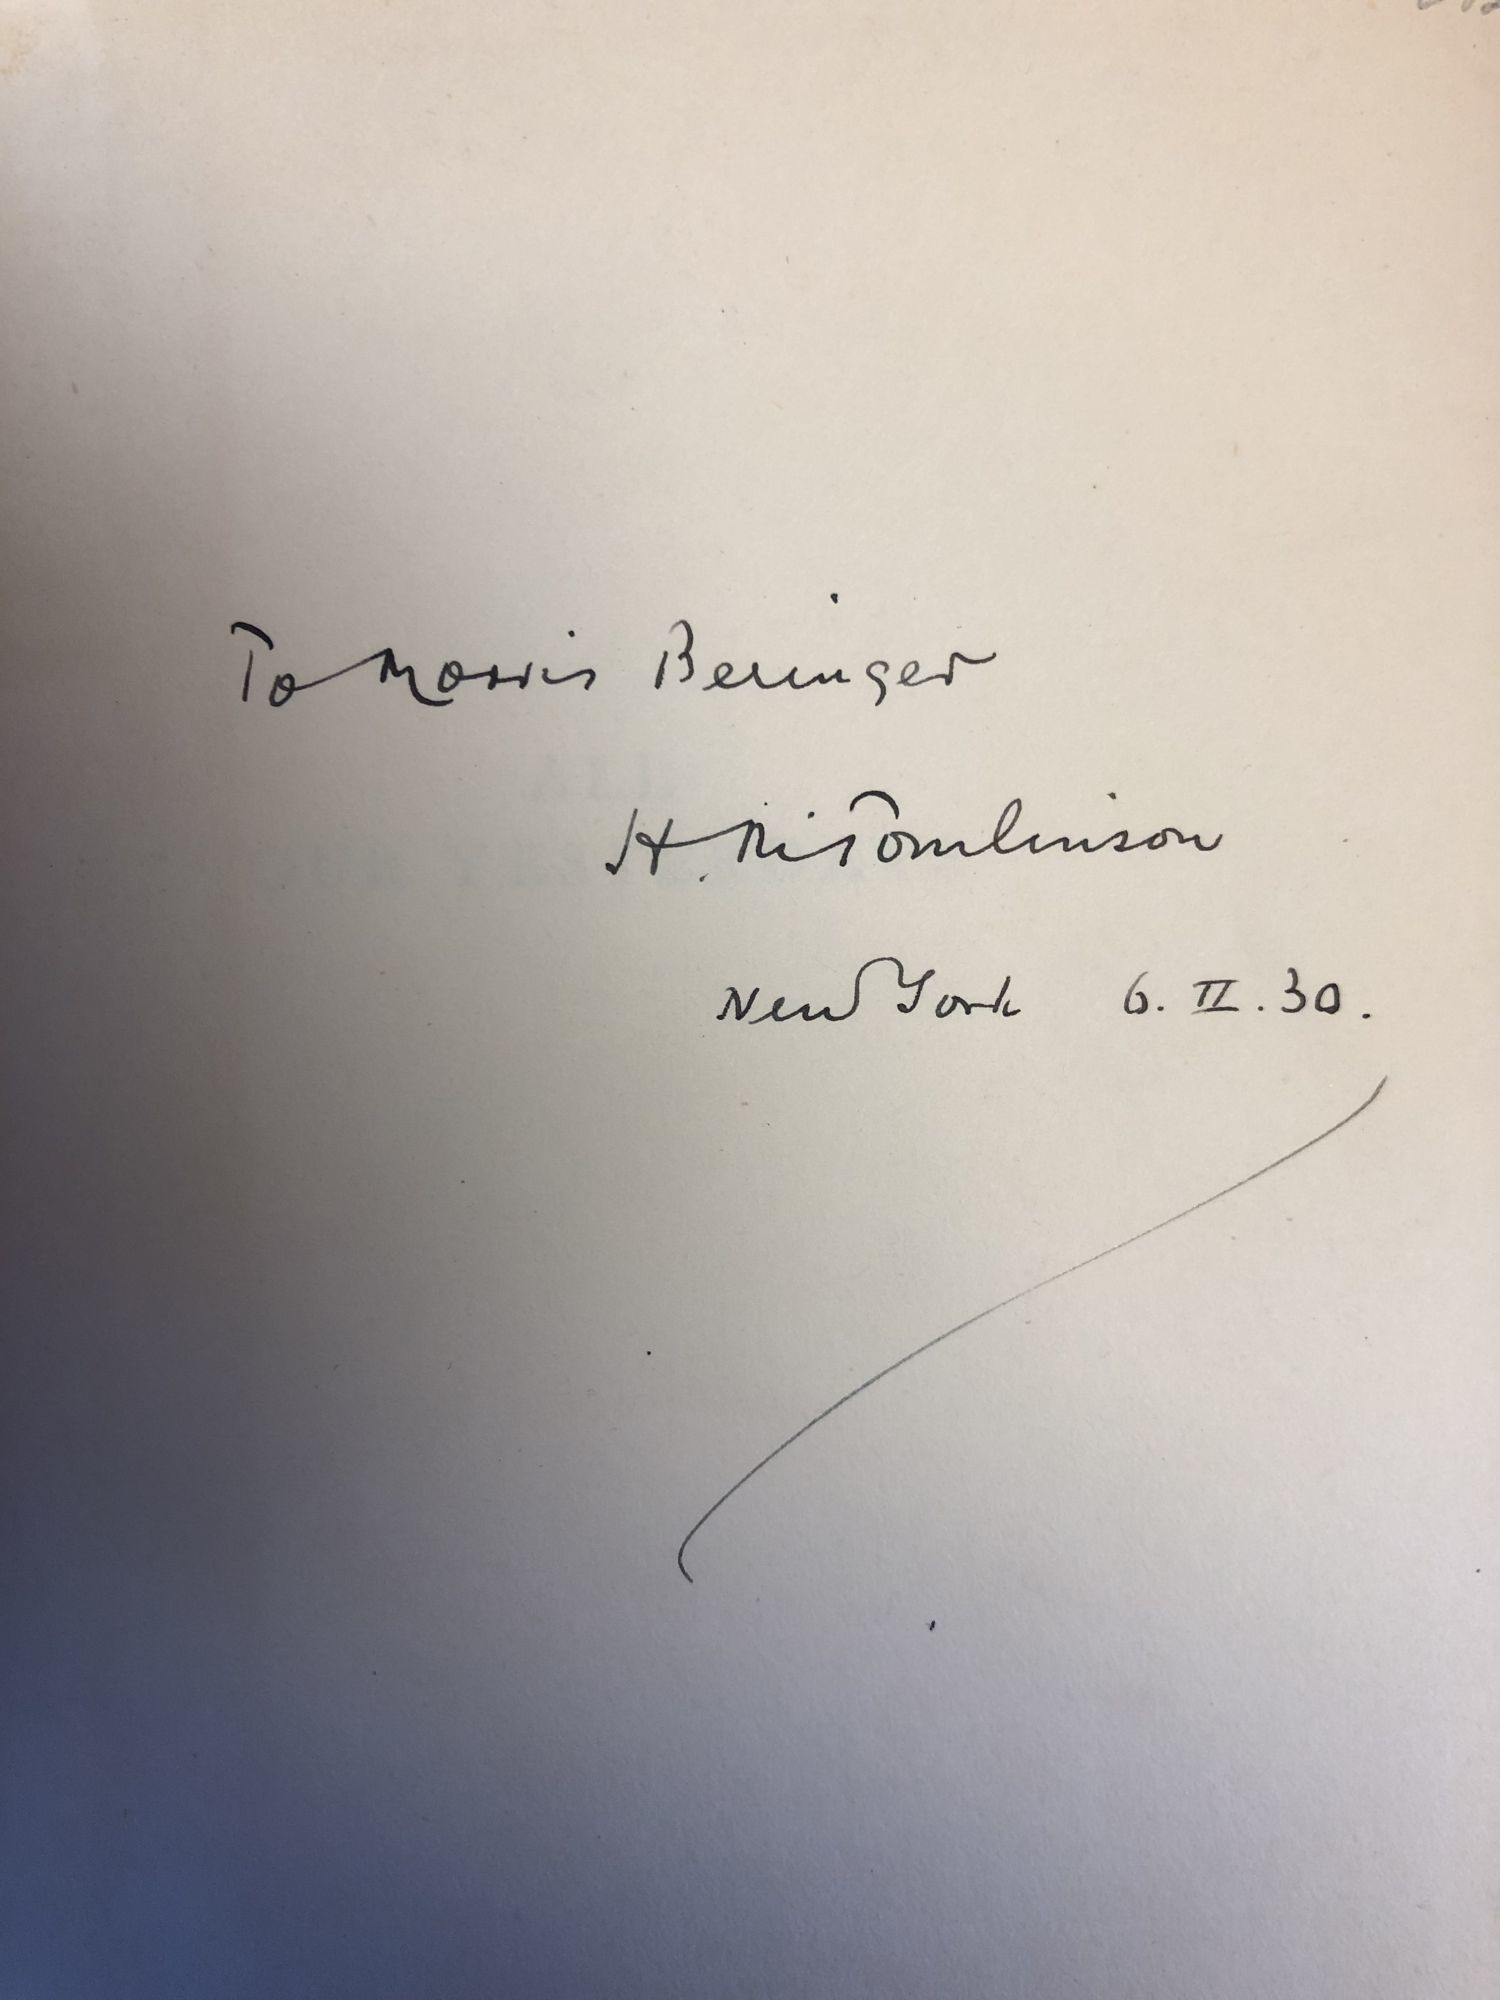 To Morris Beringer
H. M. Tomlinson
New York 6. II. 30.